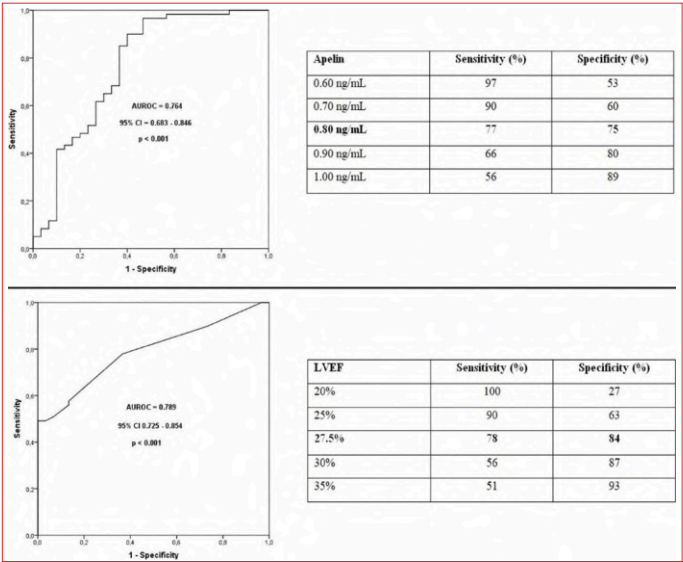 1,0
0,8
0,6
0,4
0,2
0,0
Sensitivity
AUROC = 0.764
95% CI = 0.683 - 0.846
p < 0.001
0,0 0,2 0,4 0,6 0,8 1,0
1 - Specificity
Apelin Sensitivity (%) Specificity (%)
0.60 ng/mL 97 53
0.70 ng/mL 90 60
0.80 ng/mL 77 75
0.90 ng/mL 66 80
1.00 ng/mL 56 89
1,0
0,8
0,6
0,4
0,2
0,0
Sensitivity
AUROC = 0.789
95% CI 0.725 - 0.854
p < 0.001
0,0 0,2 0,4 0,6 0,8 1,0
1 - Specificity
LVEF Sensitivity (%) Specificity (%)
20% 100 27
25% 90 63
27.5% 78 84
30% 56 87
35% 51 93